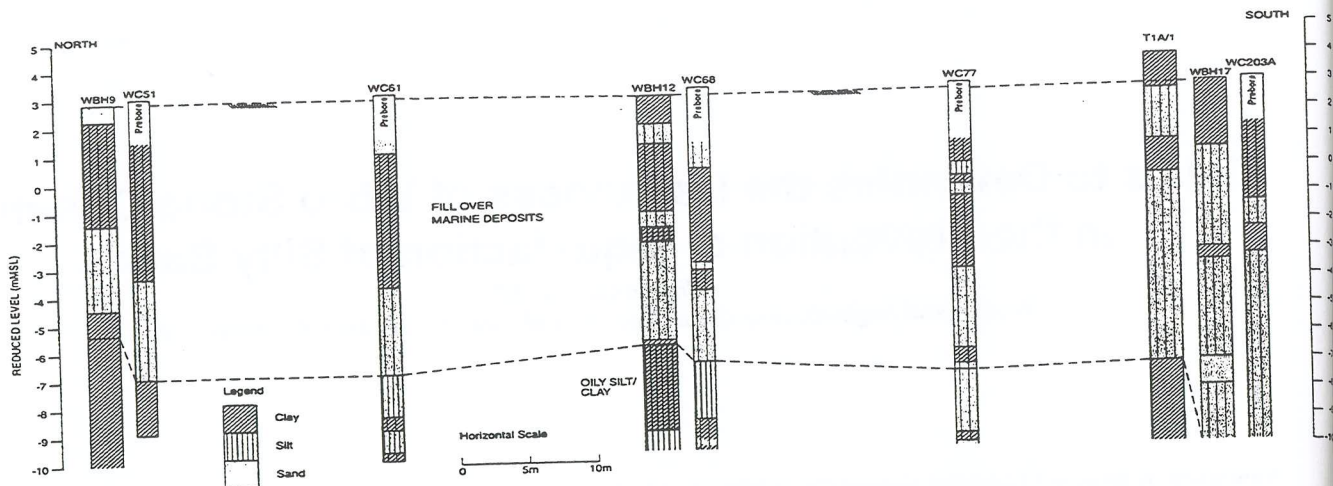 NORTH
SOUTH
T1A/1
WBH9
WC51
WC61
WBH12
WC68
WC77
WBH17
WC203A
Prebore
Prebore
Prebore
Prebore
Prebore
5
4
3
2
1
0
-1
-2
-3
-4
-5
-6
-7
-8
-9
-10
REDUCED LEVEL (mMSL)
FILL OVER
MARINE DEPOSITS
OILY SILT/
CLAY
Legend
Clay
Silt
Sand
Horizontal Scale
0 5m 10m